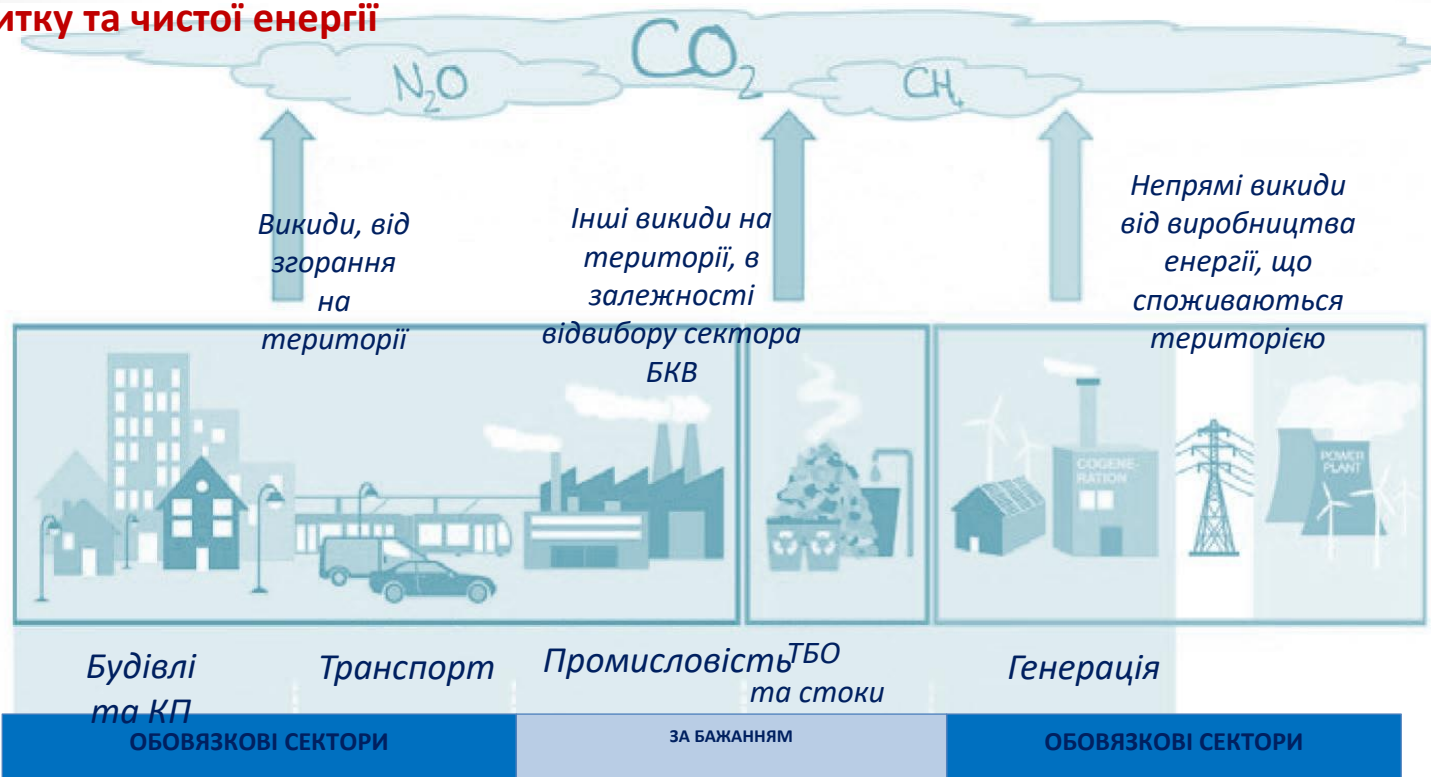 итку та чистої енергії
CO₂
N₂O
CH₄
Викиди, від
згорання
на
території
Інші викиди на
території, в
залежності
відвибору сектора
БКВ
Непрямі викиди
від виробництва
енергії, що
споживаються
територією
COGENE-
RATION
POWER
PLANT
Будівлі
та КП
Транспорт
Промисловість
ТБО
та стоки
Генерація
ОБОВЯЗКОВІ СЕКТОРИ
ЗА БАЖАННЯМ
ОБОВЯЗКОВІ СЕКТОРИ